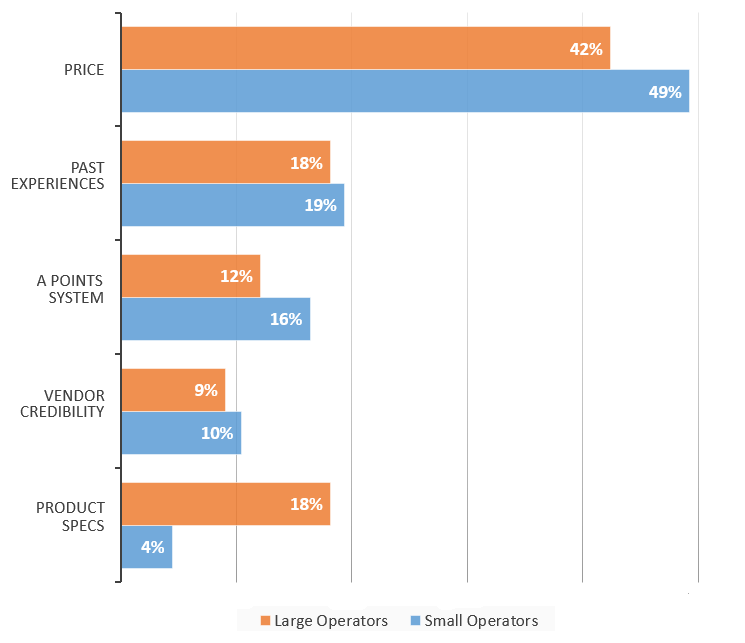 PRICE
42%
49%
PAST
EXPERIENCES
18%
19%
A POINTS
SYSTEM
12%
16%
VENDOR
CREDIBILITY
9%
10%
PRODUCT
SPECS
18%
4%
Large Operators
Small Operators